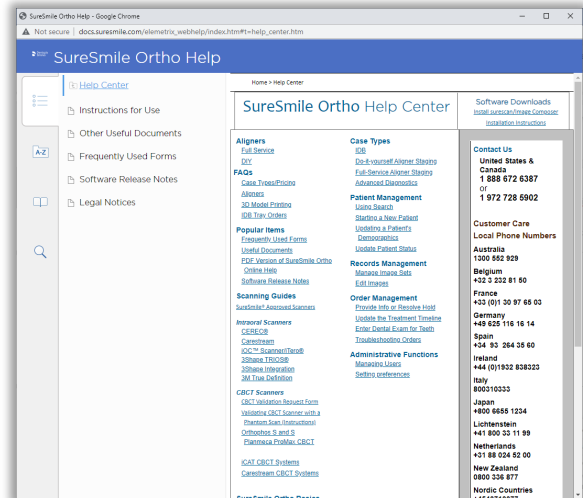 SureSmile Ortho Help - Google Chrome
Not secure | docs.suresmile.com/elemetrix_webhelp/index.htm#t=help_center.htm
SureSmile Ortho Help
Help Center
Instructions for Use
Other Useful Documents
Frequently Used Forms
Software Release Notes
Legal Notices
A-Z
Home > Help Center
SureSmile Ortho Help Center
Software Downloads
Install surescan/Image Composer
Installation Instructions
Aligners
Full Service
DIY
FAQs
Case Types/Pricing
Aligners
3D Model Printing
IDB Tray Orders
Popular Items
Frequently Used Forms
Useful Documents
PDF Version of SureSmile Ortho
Online Help
Software Release Notes
Scanning Guides
SureSmile® Approved Scanners
Intraoral Scanners
CEREC®
Carestream
iOC™ Scanner/iTero®
3Shape TRIOS®
3Shape Integration
3M True Definition
CBCT Scanners
CBCT Validation Request Form
Validating CBCT Scanner with a
Phantom Scan (Instructions)
Orthophos S and S
Planmeca ProMax CBCT
iCAT CBCT Systems
Carestream CBCT Systems
SureSmile Ortho Basics
Case Types
IDB
Do-it-yourself Aligner Staging
Full-Service Aligner Staging
Advanced Diagnostics
Patient Management
Using Search
Starting a New Patient
Updating a Patient's
Demographics
Update Patient Status
Records Management
Manage Image Sets
Edit Images
Order Management
Provide Info or Resolve Hold
Update the Treatment Timeline
Enter Dental Exam for Teeth
Troubleshooting Orders
Administrative Functions
Managing Users
Setting preferences
Contact Us
United States &
Canada
1 888 672 6387
or
1 972 728 5902
Customer Care
Local Phone Numbers
Australia
1300 552 929
Belgium
+32 3 232 81 50
France
+33 (0)1 30 97 65 03
Germany
+49 625 116 16 14
Spain
+34 93 264 35 60
Ireland
+44 (0)1932 838323
Italy
800310333
Japan
+800 6655 1234
Lichtenstein
+41 800 33 11 99
Netherlands
+31 88 024 52 00
New Zealand
0800 336 877
Nordic Countries